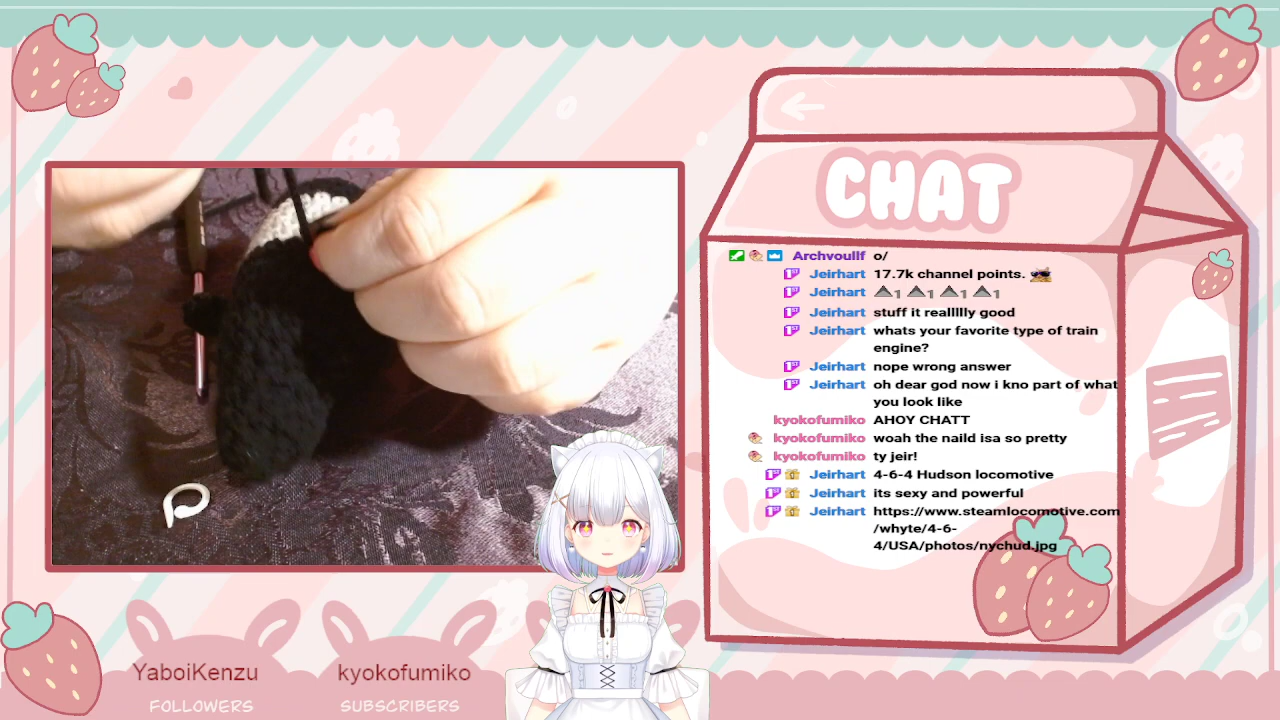 CHAT
Archvoullf o/
Jeirhart 17.7k channel points.
Jeirhart 1 1 1 1
Jeirhart stuff it reallllly good
Jeirhart whats your favorite type of train
engine?
Jeirhart nope wrong answer
Jeirhart oh dear god now i kno part of what
you look like
kyokofumiko AHOY CHATT
kyokofumiko woah the naild isa so pretty
kyokofumiko ty jeir!
Jeirhart 4-6-4 Hudson locomotive
Jeirhart its sexy and powerful
Jeirhart https://www.steamlocomotive.com
/whyte/4-6-
4/USA/photos/nychud.jpg
YaboiKenzu
FOLLOWERS
kyokofumiko
SUBSCRIBERS